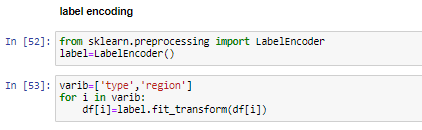 label encoding
In [52]: from sklearn.preprocessing import LabelEncoder
label=LabelEncoder()
In [53]: varib=['type','region']
for i in varib:
    df[i]=label.fit_transform(df[i])